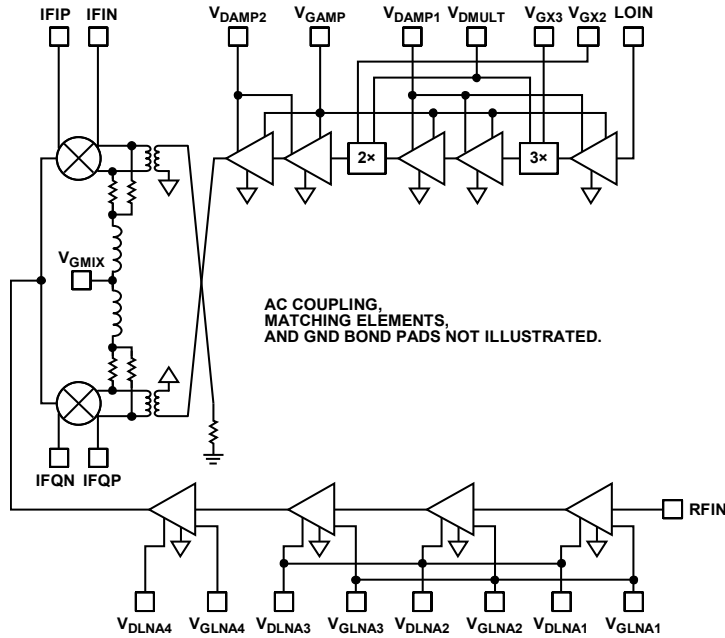 IFIP IFIN VDAMP2 VGAMP VDAMP1 VDMULT VGX3 VGX2 LOIN
2× 3×
VGMIX
AC COUPLING,
MATCHING ELEMENTS,
AND GND BOND PADS NOT ILLUSTRATED.
IFQN IFQP
RFIN
VDLNA4 VGLNA4 VDLNA3 VGLNA3 VDLNA2 VGLNA2 VDLNA1 VGLNA1